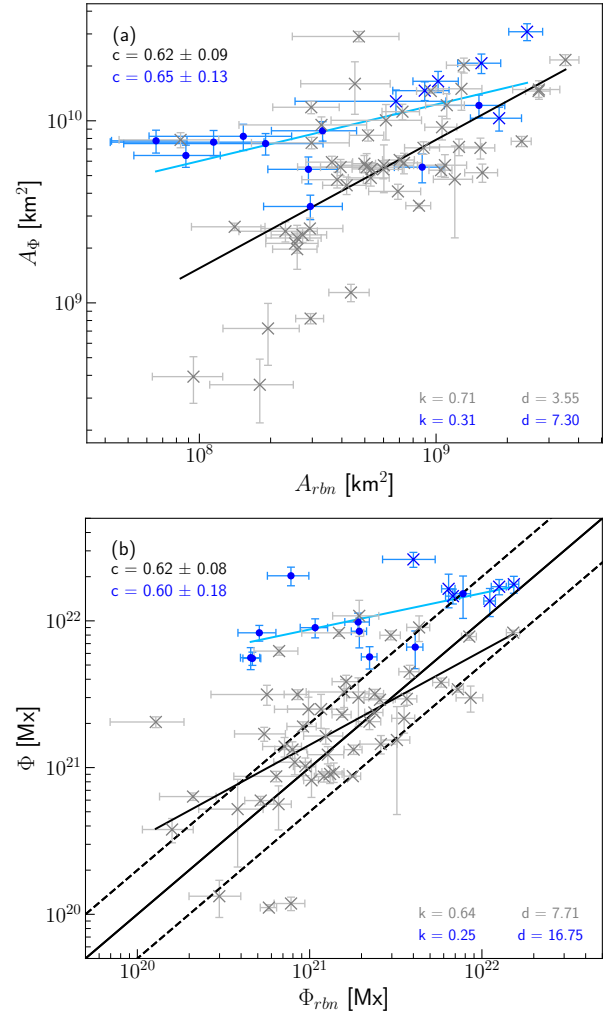 (a)
c = 0.62 ± 0.09
c = 0.65 ± 0.13
10^10
10^9
A_Φ [km^2]
k = 0.71 d = 3.55
k = 0.31 d = 7.30
10^8 10^9
A_rbn [km^2]
(b)
c = 0.62 ± 0.08
c = 0.60 ± 0.18
10^22
10^21
10^20
Φ [Mx]
k = 0.64 d = 7.71
k = 0.25 d = 16.75
10^20 10^21 10^22
Φ_rbn [Mx]